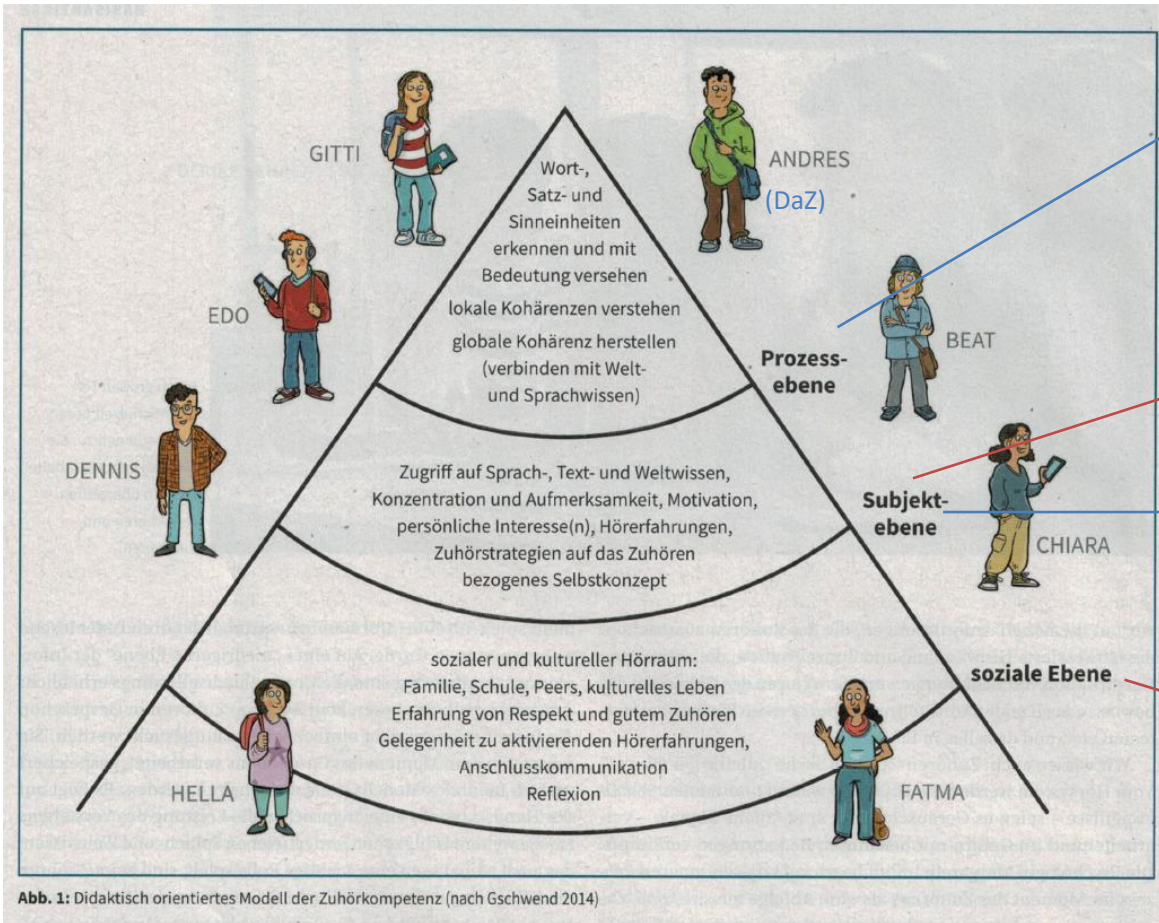 GITTI
ANDRES
(DaZ)
Wort-,
Satz- und
Sinneinheiten
erkennen und mit
Bedeutung versehen
lokale Kohärenzen verstehen
globale Kohärenz herstellen
(verbinden mit Welt-
und Sprachwissen)
EDO
BEAT
Prozess-
ebene
DENNIS
Zugriff auf Sprach-, Text- und Weltwissen,
Konzentration und Aufmerksamkeit, Motivation,
persönliche Interesse(n), Hörerfahrungen,
Zuhörstrategien auf das Zuhören
bezogenes Selbstkonzept
Subjekt-
ebene
CHIARA
sozialer und kultureller Hörraum:
Familie, Schule, Peers, kulturelles Leben
Erfahrung von Respekt und gutem Zuhören
Gelegenheit zu aktivierenden Hörerfahrungen,
Anschlusskommunikation
Reflexion
soziale Ebene
HELLA
FATMA
Abb. 1: Didaktisch orientiertes Modell der Zuhörkompetenz (nach Gschwend 2014)